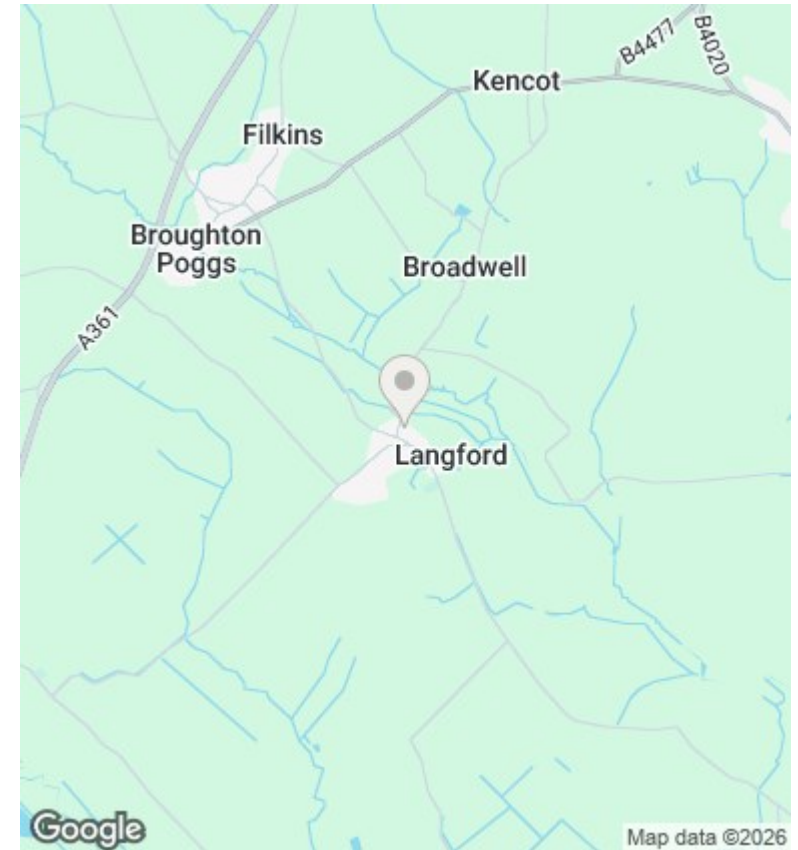 B4477
B4020
Kencot
Filkins
Broughton
Poggs
Broadwell
A361
Langford
Google
Map data ©2026